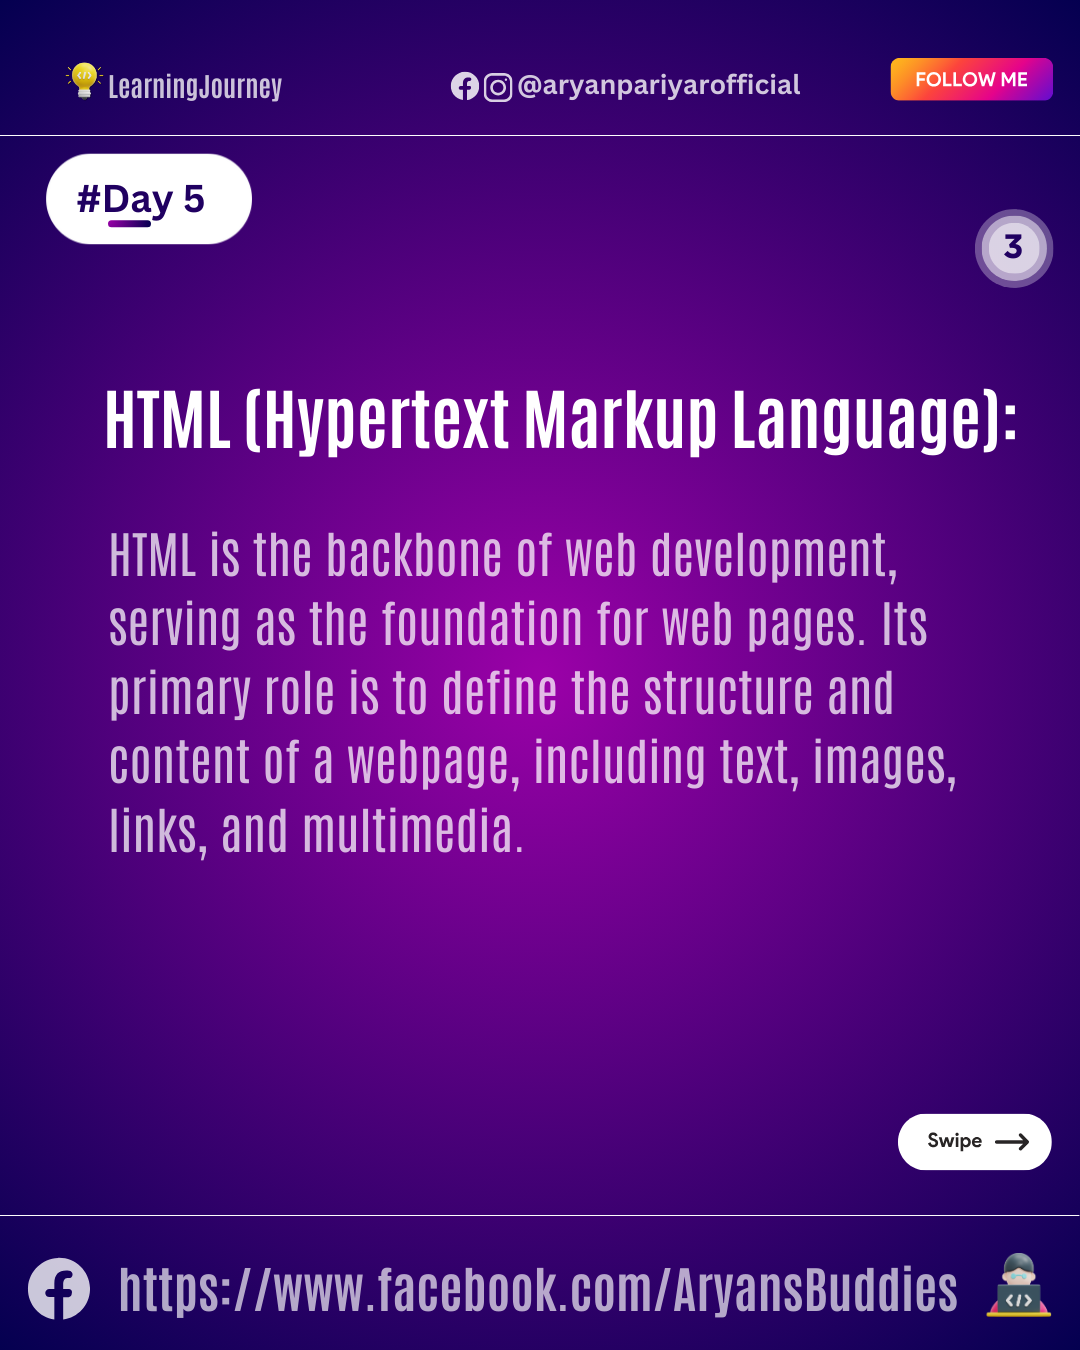 LearningJourney
@aryanpariyarofficial
FOLLOW ME
#Day 5
3
HTML (Hypertext Markup Language):
HTML is the backbone of web development,
serving as the foundation for web pages. Its
primary role is to define the structure and
content of a webpage, including text, images,
links, and multimedia.
Swipe
https://www.facebook.com/AryansBuddies